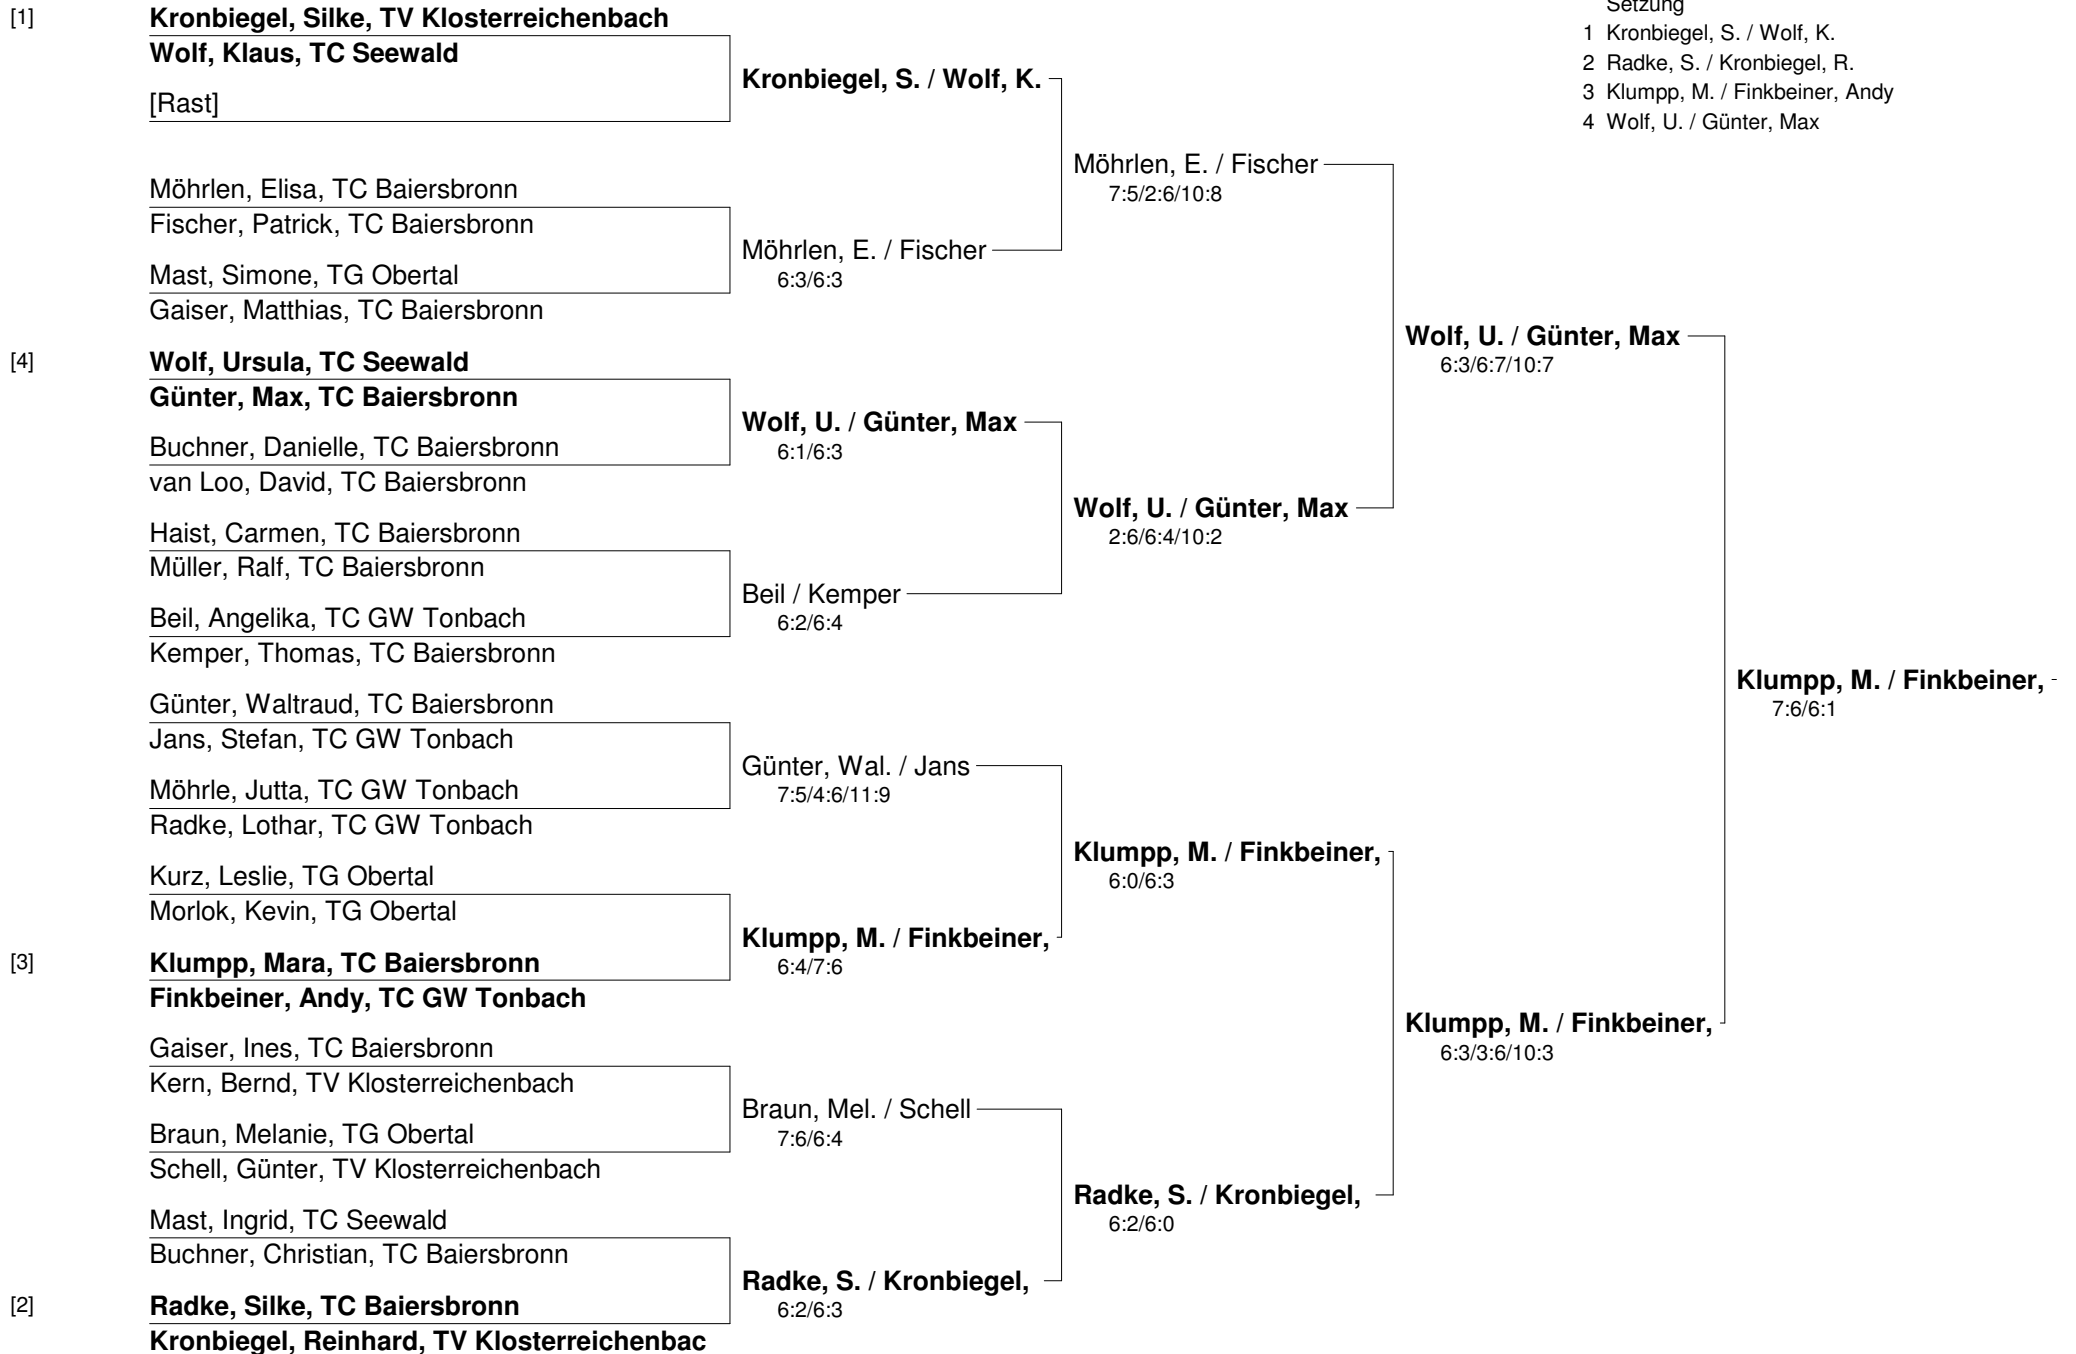 Setzung
1 Kronbiegel, S. / Wolf, K.
2 Radke, S. / Kronbiegel, R.
3 Klumpp, M. / Finkbeiner, Andy
4 Wolf, U. / Günter, Max
[1] Kronbiegel, Silke, TV Klosterreichenbach
Wolf, Klaus, TC Seewald
[Rast]
Möhrlen, Elisa, TC Baiersbronn
Fischer, Patrick, TC Baiersbronn
Mast, Simone, TG Obertal
Gaiser, Matthias, TC Baiersbronn
[4] Wolf, Ursula, TC Seewald
Günter, Max, TC Baiersbronn
Buchner, Danielle, TC Baiersbronn
van Loo, David, TC Baiersbronn
Haist, Carmen, TC Baiersbronn
Müller, Ralf, TC Baiersbronn
Beil, Angelika, TC GW Tonbach
Kemper, Thomas, TC Baiersbronn
Günter, Waltraud, TC Baiersbronn
Jans, Stefan, TC GW Tonbach
Möhrle, Jutta, TC GW Tonbach
Radke, Lothar, TC GW Tonbach
Kurz, Leslie, TG Obertal
Morlok, Kevin, TG Obertal
[3] Klumpp, Mara, TC Baiersbronn
Finkbeiner, Andy, TC GW Tonbach
Gaiser, Ines, TC Baiersbronn
Kern, Bernd, TV Klosterreichenbach
Braun, Melanie, TG Obertal
Schell, Günter, TV Klosterreichenbach
Mast, Ingrid, TC Seewald
Buchner, Christian, TC Baiersbronn
[2] Radke, Silke, TC Baiersbronn
Kronbiegel, Reinhard, TV Klosterreichenbac
Kronbiegel, S. / Wolf, K.
Möhrlen, E. / Fischer
6:3/6:3
Wolf, U. / Günter, Max
6:1/6:3
Beil / Kemper
6:2/6:4
Günter, Wal. / Jans
7:5/4:6/11:9
Klumpp, M. / Finkbeiner,
6:4/7:6
Braun, Mel. / Schell
7:6/6:4
Radke, S. / Kronbiegel,
6:2/6:3
Möhrlen, E. / Fischer
7:5/2:6/10:8
Wolf, U. / Günter, Max
2:6/6:4/10:2
Klumpp, M. / Finkbeiner,
6:0/6:3
Radke, S. / Kronbiegel,
6:2/6:0
Wolf, U. / Günter, Max
6:3/6:7/10:7
Klumpp, M. / Finkbeiner,
6:3/3:6/10:3
Klumpp, M. / Finkbeiner,
7:6/6:1